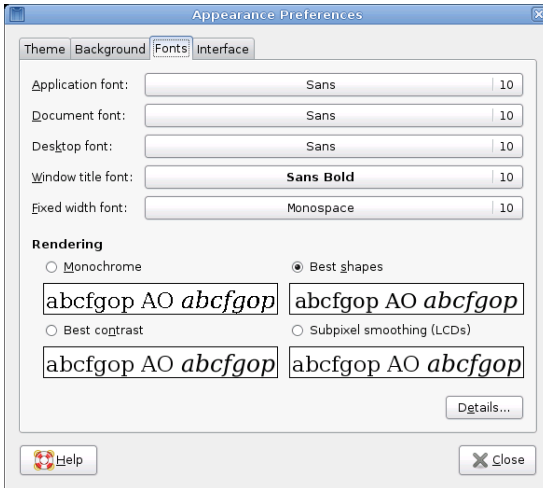 Appearance Preferences
Theme Background Fonts Interface
Application font: Sans 10
Document font: Sans 10
Desktop font: Sans 10
Window title font: Sans Bold 10
Fixed width font: Monospace 10
Rendering
Monochrome Best shapes
abcfgop AO abcfgop abcfgop AO abcfgop
Best contrast Subpixel smoothing (LCDs)
abcfgop AO abcfgop abcfgop AO abcfgop
Details...
Help Close